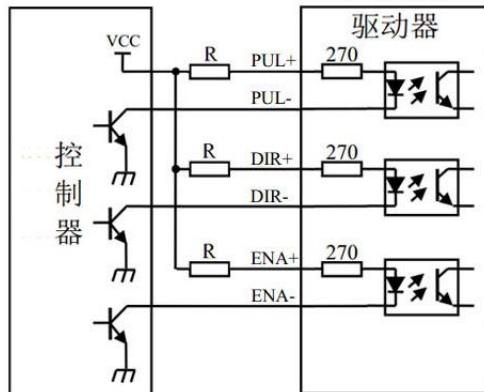 驱动器
VCC
R
PUL+
270
PUL-
控制器
R
DIR+
270
DIR-
R
ENA+
270
ENA-